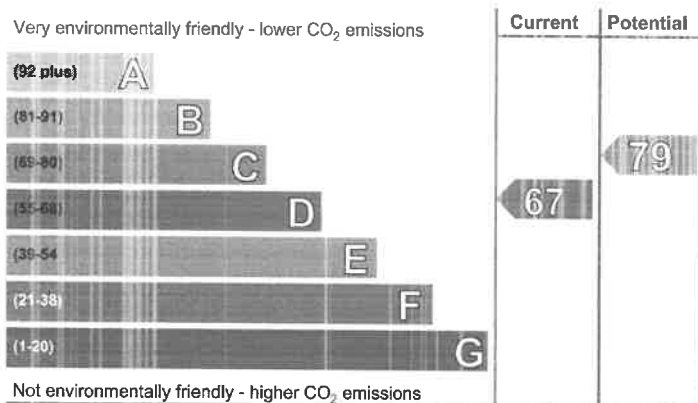 Very environmentally friendly - lower CO₂ emissions
Current
Potential
(92 plus) A
(81-91) B
(69-80) C
79
(55-68) D
67
(39-54 E
(21-38) F
(1-20) G
Not environmentally friendly - higher CO₂ emissions